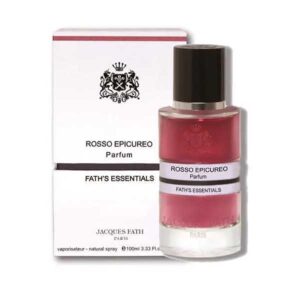 ROSSO EPICUREO
Parfum
FATH'S ESSENTIALS
JACQUES FATH
PARIS
vaporisateur - natural spray ℮100ml 3.33 Fl.Oz
ROSSO EPICUREO
Parfum
FATH'S ESSENTIALS